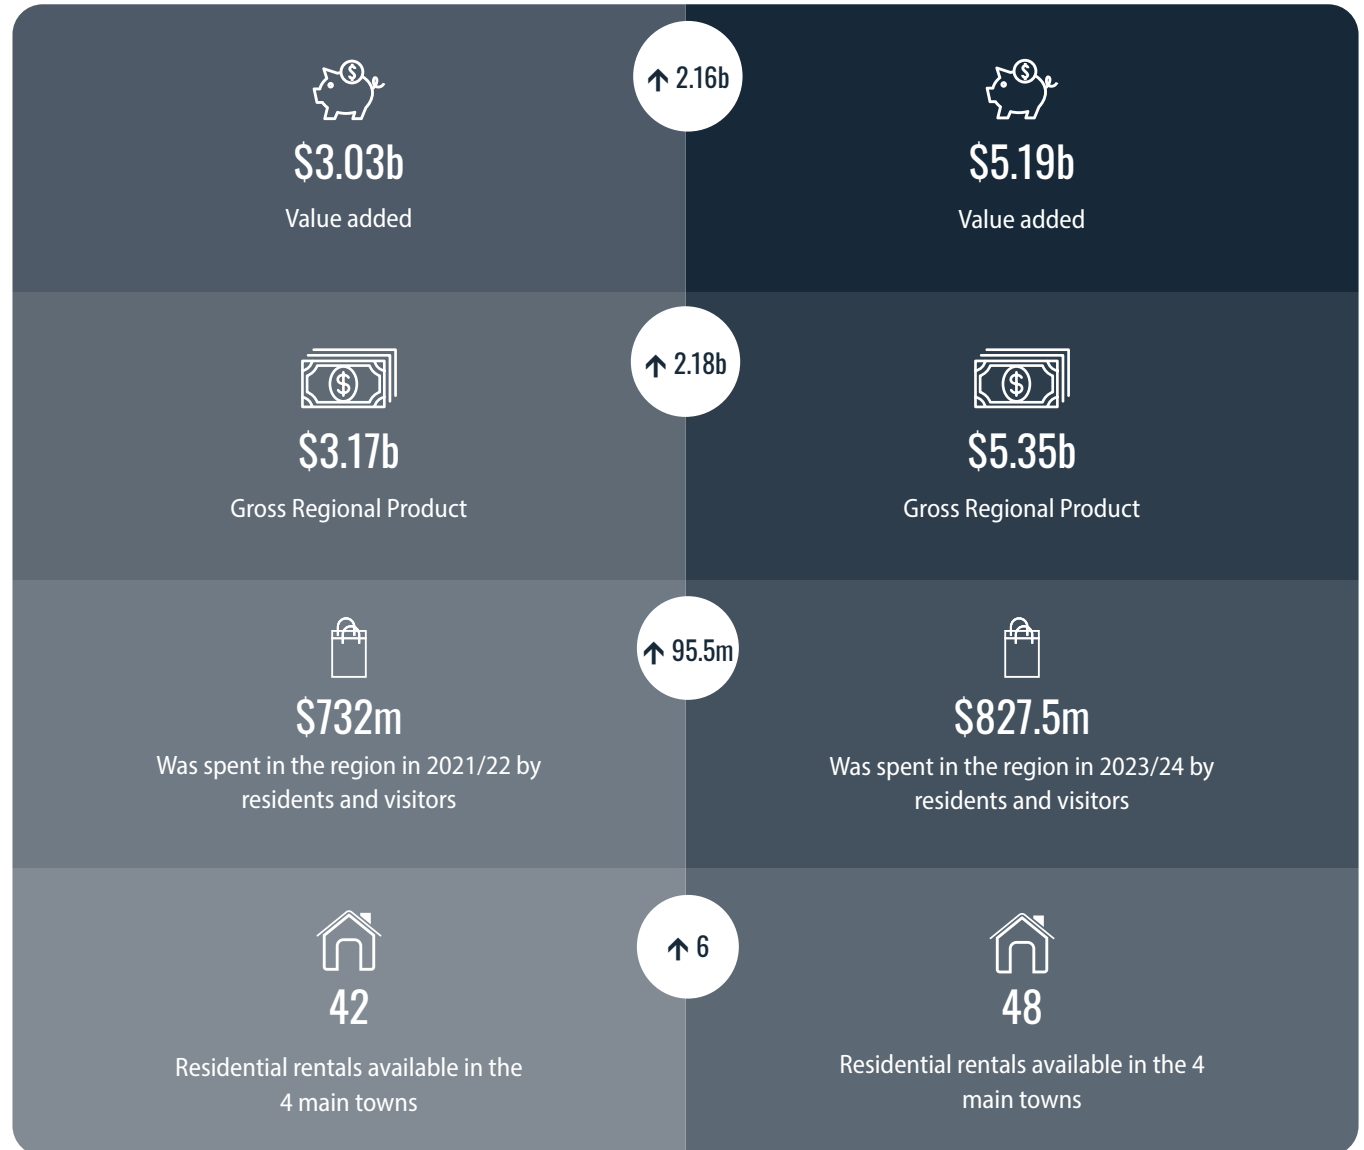 ↑ 2.16b
$3.03b
Value added
$5.19b
Value added
↑ 2.18b
$3.17b
Gross Regional Product
$5.35b
Gross Regional Product
↑ 95.5m
$732m
Was spent in the region in 2021/22 by
residents and visitors
$827.5m
Was spent in the region in 2023/24 by
residents and visitors
↑ 6
42
Residential rentals available in the
4 main towns
48
Residential rentals available in the 4
main towns